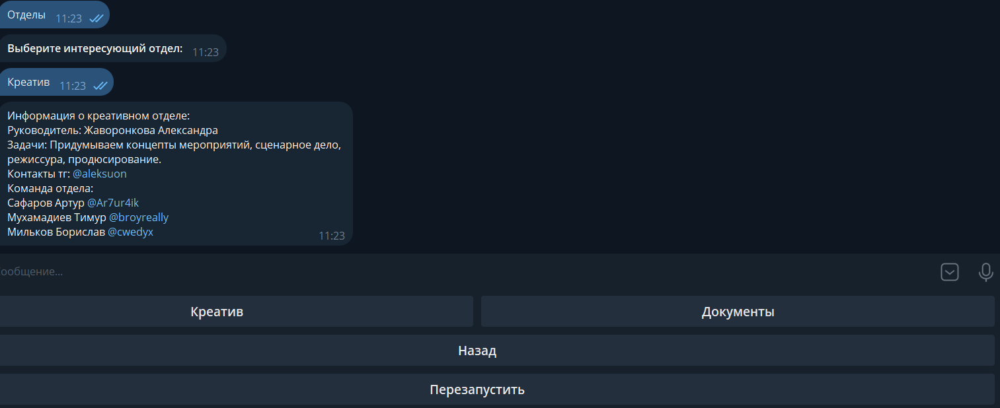 Отделы 11:23
Выберите интересующий отдел: 11:23
Креатив 11:23
Информация о креативном отделе:
Руководитель: Жаворонкова Александра
Задачи: Придумываем концепты мероприятий, сценарное дело,
режиссура, продюсирование.
Контакты тг: @aleksuon
Команда отдела:
Сафаров Артур @Ar7ur4ik
Мухамадиев Тимур @broyreally
Мильков Борислав @cwedyx
11:23
ообщение...
Креатив Документы
Назад
Перезапустить